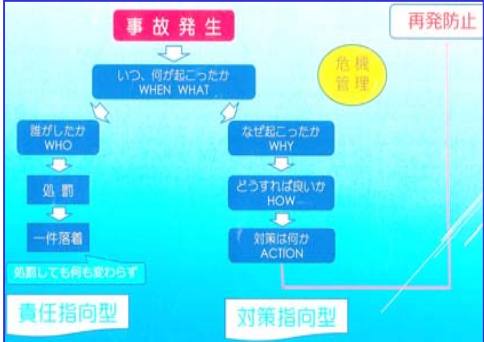 事故発生
再発防止
いつ、何が起こったか
WHEN WHAT
危機
管理
誰がしたか
WHO
処罰
一件落着
処罰しても何も変わらず
責任指向型
なぜ起こったか
WHY
どうすれば良いか
HOW
対策は何か
ACTION
対策指向型